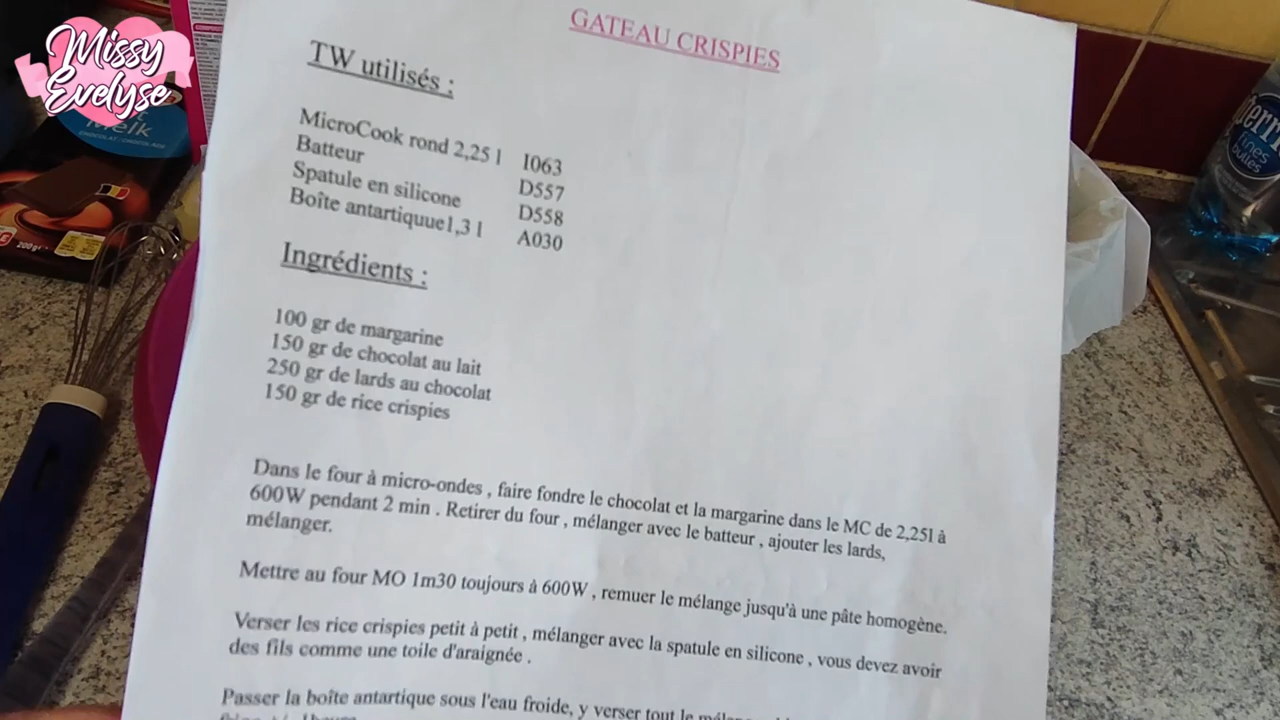 Missy
Evelyse
GATEAU CRISPIES
TW utilisés :
MicroCook rond 2,25 l I063
Batteur D557
Spatule en silicone D558
Boîte antartiquue1,3 l A030
Ingrédients :
100 gr de margarine
150 gr de chocolat au lait
250 gr de lards au chocolat
150 gr de rice crispies
Dans le four à micro-ondes , faire fondre le chocolat et la margarine dans le MC de 2,25l à
600W pendant 2 min . Retirer du four , mélanger avec le batteur , ajouter les lards,
mélanger.
Mettre au four MO 1m30 toujours à 600W , remuer le mélange jusqu'à une pâte homogène.
Verser les rice crispies petit à petit , mélanger avec la spatule en silicone , vous devez avoir
des fils comme une toile d'araignée .
Passer la boîte antartique sous l'eau froide, y verser tout le
Melk
CHOCOLAT / CHOCOLADE
200g
fines
bulles